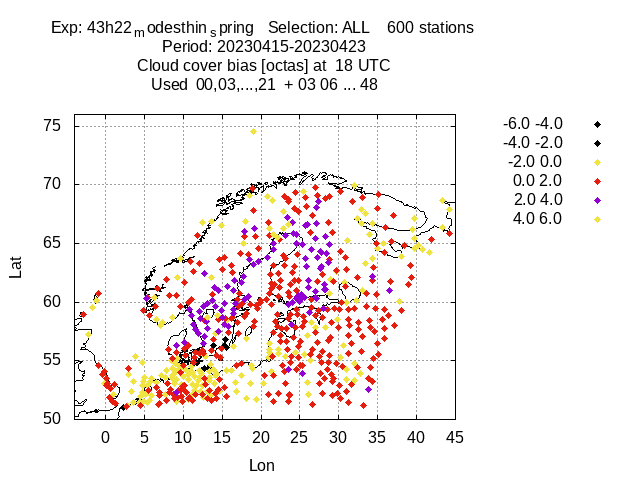 Exp: 43h22modesthinspring   Selection: ALL    600 stations
Period: 20230415-20230423
Cloud cover bias [octas] at  18 UTC
Used  00,03,...,21  + 03 06 ... 48
75
70
65
60
55
50
Lat
0 5 10 15 20 25 30 35 40 45
Lon
-6.0 -4.0
-4.0 -2.0
-2.0 0.0
0.0 2.0
2.0 4.0
4.0 6.0